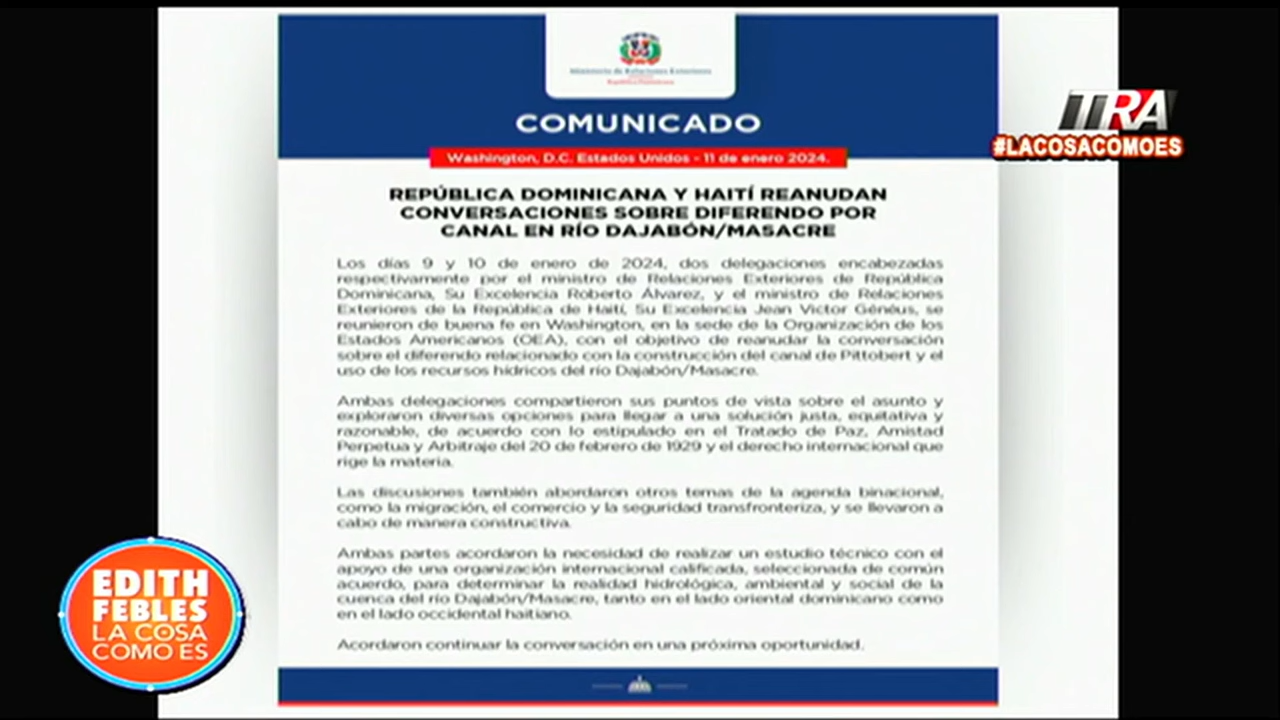 Ministerio de Relaciones Exteriores
República Dominicana
COMUNICADO
Washington, D.C. Estados Unidos - 11 de enero 2024.
REPÚBLICA DOMINICANA Y HAITÍ REANUDAN
CONVERSACIONES SOBRE DIFERENDO POR
CANAL EN RÍO DAJABÓN/MASACRE
Los días 9 y 10 de enero de 2024, dos delegaciones encabezadas
respectivamente por el ministro de Relaciones Exteriores de República
Dominicana, Su Excelencia Roberto Álvarez, y el ministro de Relaciones
Exteriores de la República de Haití, Su Excelencia Jean Victor Généus, se
reunieron de buena fe en Washington, en la sede de la Organización de los
Estados Americanos (OEA), con el objetivo de reanudar la conversación
sobre el diferendo relacionado con la construcción del canal de Pittobert y el
uso de los recursos hídricos del río Dajabón/Masacre.
Ambas delegaciones compartieron sus puntos de vista sobre el asunto y
exploraron diversas opciones para llegar a una solución justa, equitativa y
razonable, de acuerdo con lo estipulado en el Tratado de Paz, Amistad
Perpetua y Arbitraje del 20 de febrero de 1929 y el derecho internacional que
rige la materia.
Las discusiones también abordaron otros temas de la agenda binacional,
como la migración, el comercio y la seguridad transfronteriza, y se llevaron a
cabo de manera constructiva.
Ambas partes acordaron la necesidad de realizar un estudio técnico con el
apoyo de una organización internacional calificada, seleccionada de común
acuerdo, para determinar la realidad hidrológica, ambiental y social de la
cuenca del río Dajabón/Masacre, tanto en el lado oriental dominicano como
en el lado occidental haitiano.
Acordaron continuar la conversación en una próxima oportunidad.
TRA
#LACOSACOMOES
EDITH
FEBLES
LA COSA
COMO ES